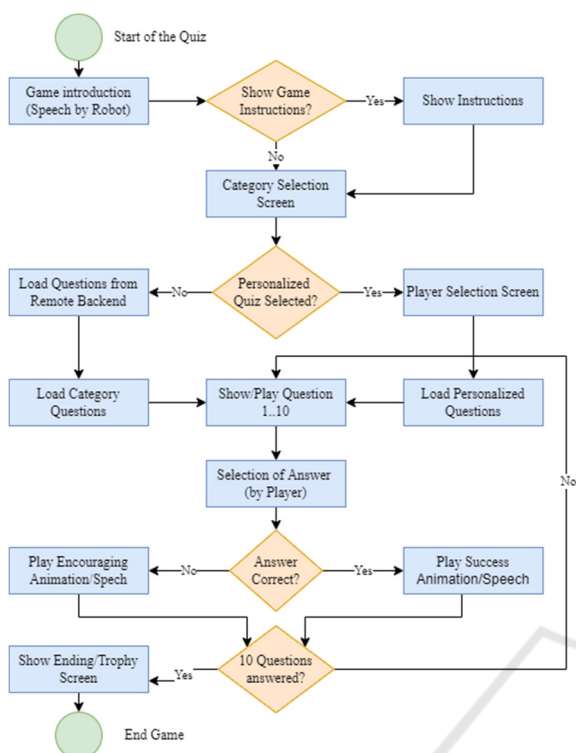 Start of the Quiz
Game introduction
(Speech by Robot)
Show Game
Instructions?
Yes
Show Instructions
No
Category Selection
Screen
Load Questions from
Remote Backend
No
Personalized
Quiz Selected?
Yes
Player Selection Screen
Load Category
Questions
Show/Play Question
1..10
Load Personalized
Questions
Selection of Answer
(by Player)
No
Play Encouraging
Animation/Spech
No
Answer
Correct?
Yes
Play Success
Animation/Speech
Show Ending/Trophy
Screen
Yes
10 Questions
answered?
End Game